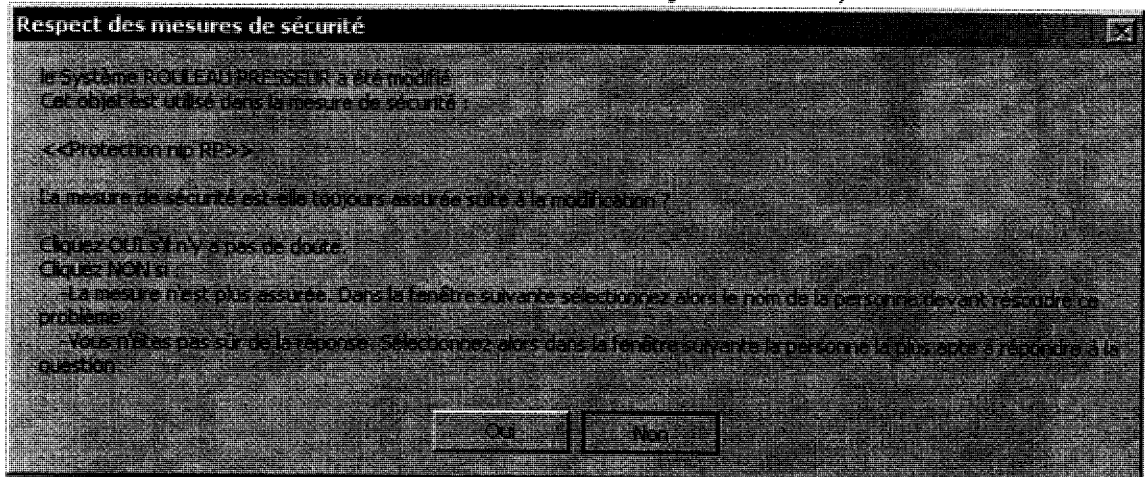 Respect des mesures de sécurité
le Système ROULEAU PRESSEUR a été modifié
Cet objet est utilisé dans la mesure de sécurité :
<<Protection nip RP>>
La mesure de sécurité est-elle toujours assurée suite à la modification ?
Cliquez OUI s'il n'y a pas de doute.
Cliquez NON si :
-La mesure n'est plus assurée. Dans la fenêtre suivante sélectionnez alors le nom de la personne devant résoudre ce
problème.
-Vous n'êtes pas sûr de la réponse. Sélectionnez alors dans la fenêtre suivante la personne la plus apte à répondre à la
question.
Oui Non